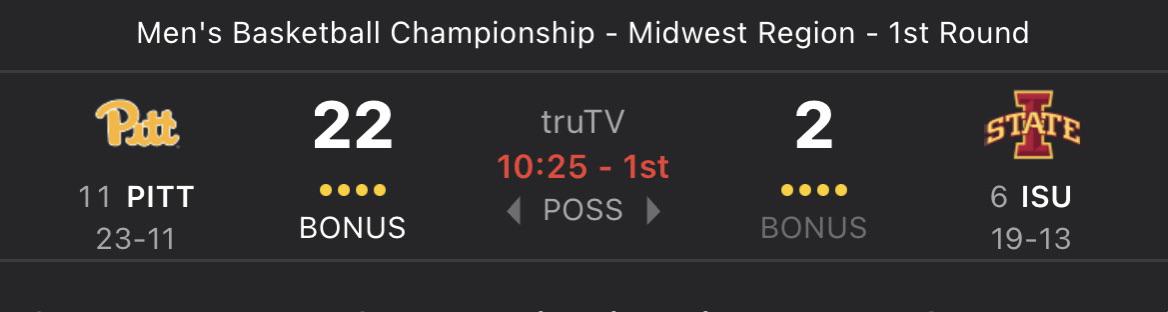 Men's Basketball Championship - Midwest Region - 1st Round
Pitt
22
truTV
2
STATE
10:25 - 1st
11 PITT
POSS
6 ISU
23-11
BONUS
BONUS
19-13